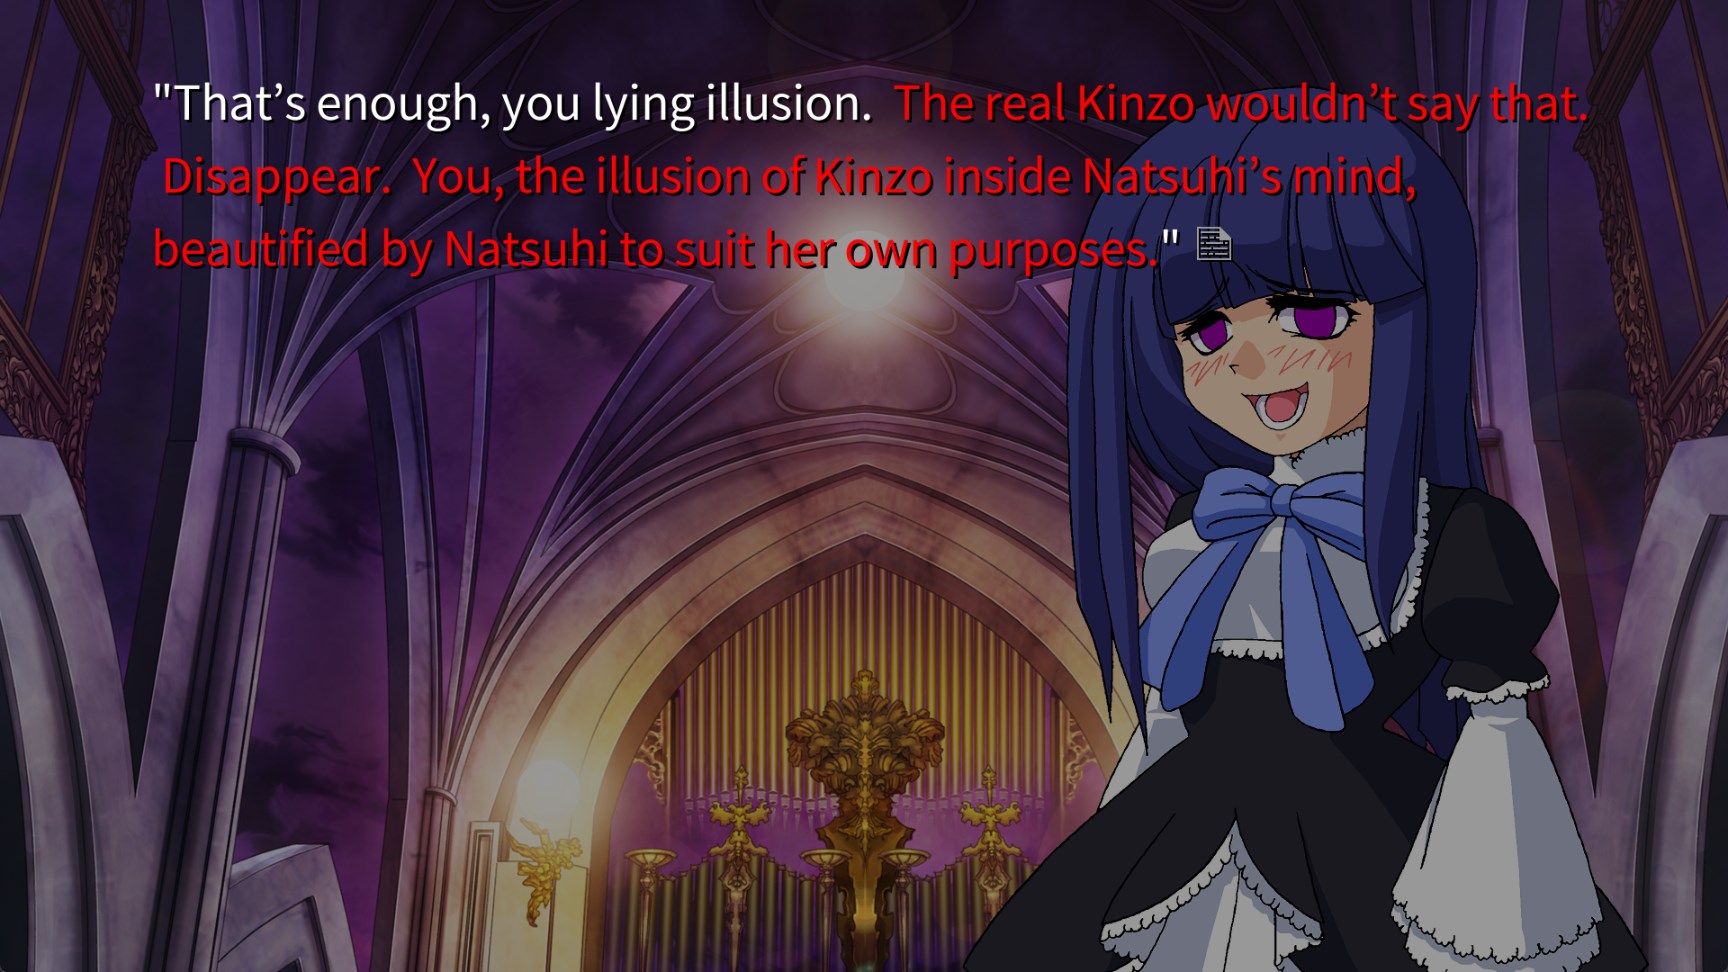 "That’s enough, you lying illusion.  The real Kinzo wouldn’t say that.
Disappear.  You, the illusion of Kinzo inside Natsuhi’s mind,
beautified by Natsuhi to suit her own purposes."